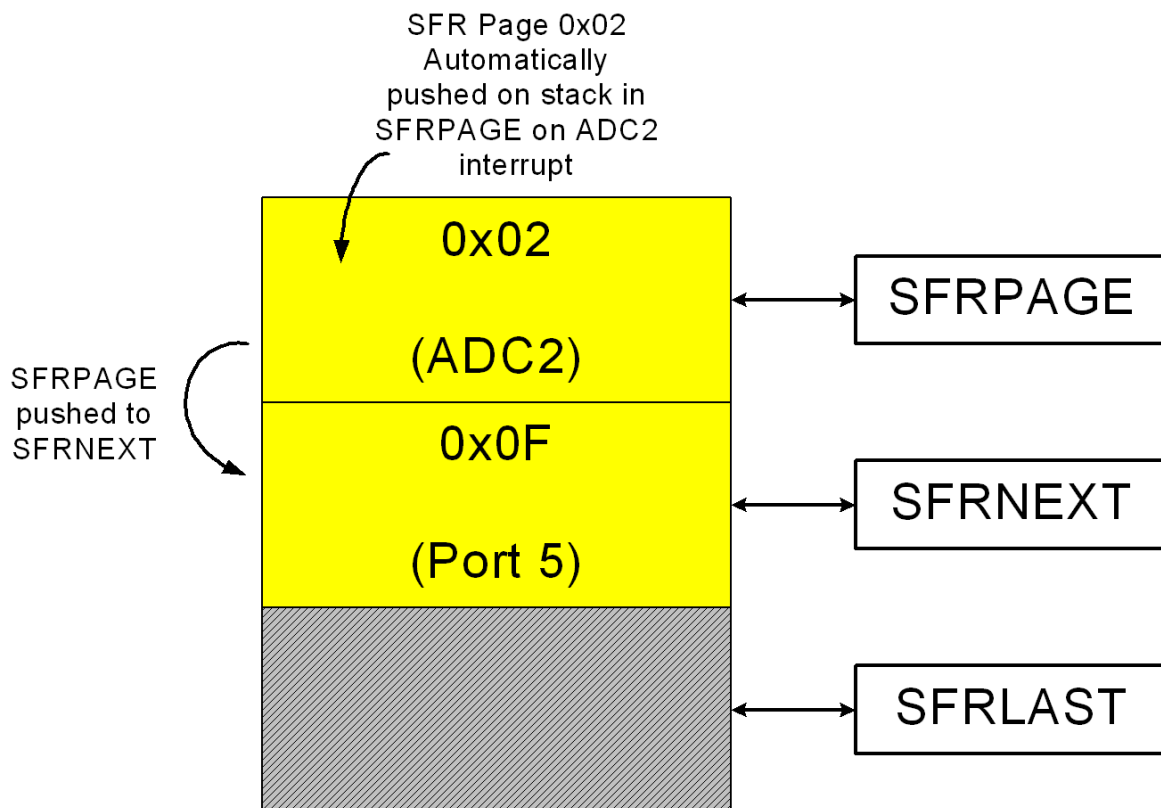 SFR Page 0x02
Automatically
pushed on stack in
SFRPAGE on ADC2
interrupt
0x02
(ADC2)
SFRPAGE
SFRPAGE
pushed to
SFRNEXT
0x0F
(Port 5)
SFRNEXT
SFRLAST